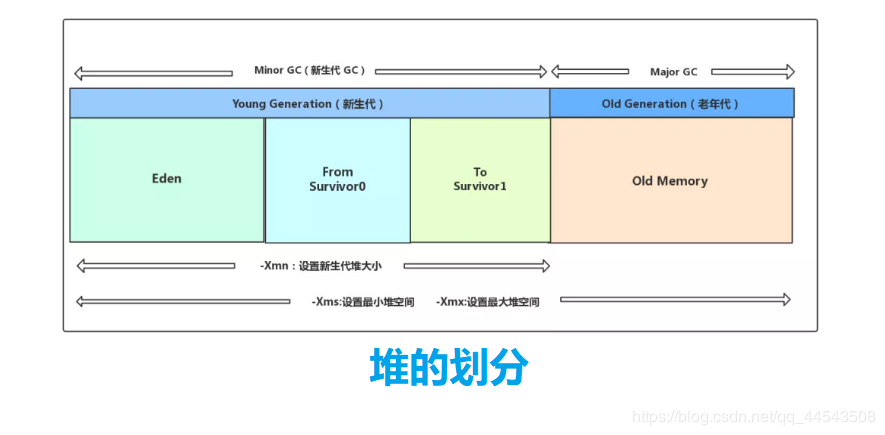 Minor GC（新生代 GC）
Major GC
Young Generation（新生代）
Old Generation（老年代）
Eden
From
Survivor0
To
Survivor1
Old Memory
-Xmn：设置新生代堆大小
-Xms:设置最小堆空间
-Xmx:设置最大堆空间
堆的划分
https://blog.csdn.net/qq_44543508